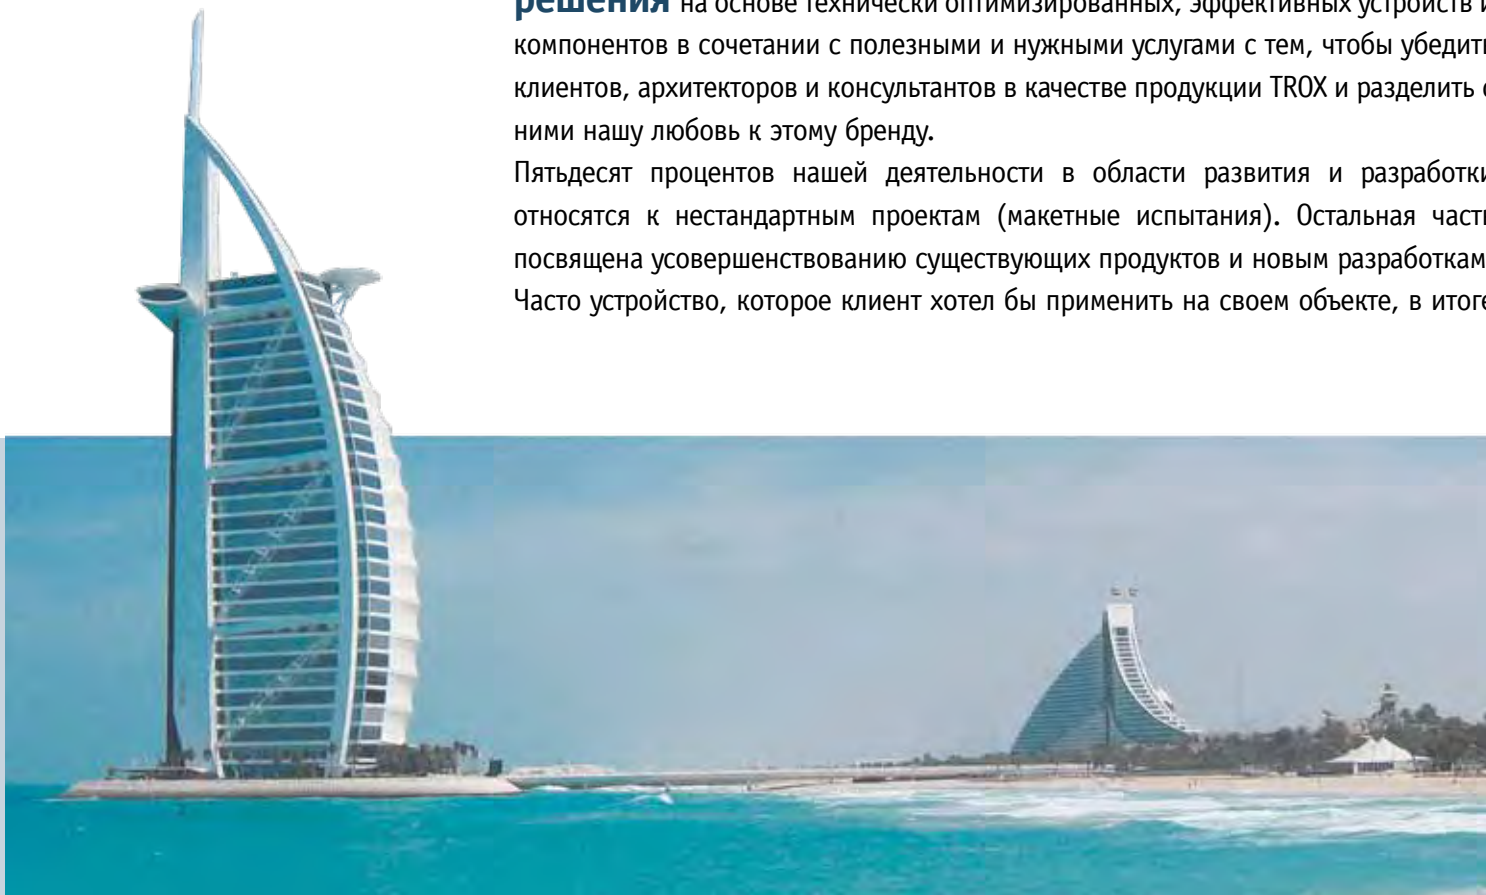 решения на основе технически оптимизированных, эффективных устройств и
компонентов в сочетании с полезными и нужными услугами с тем, чтобы убедить
клиентов, архитекторов и консультантов в качестве продукции TROX и разделить с
ними нашу любовь к этому бренду.
Пятьдесят процентов нашей деятельности в области развития и разработки
относятся к нестандартным проектам (макетные испытания). Остальная часть
посвящена усовершенствованию существующих продуктов и новым разработкам.
Часто устройство, которое клиент хотел бы применить на своем объекте, в итоге